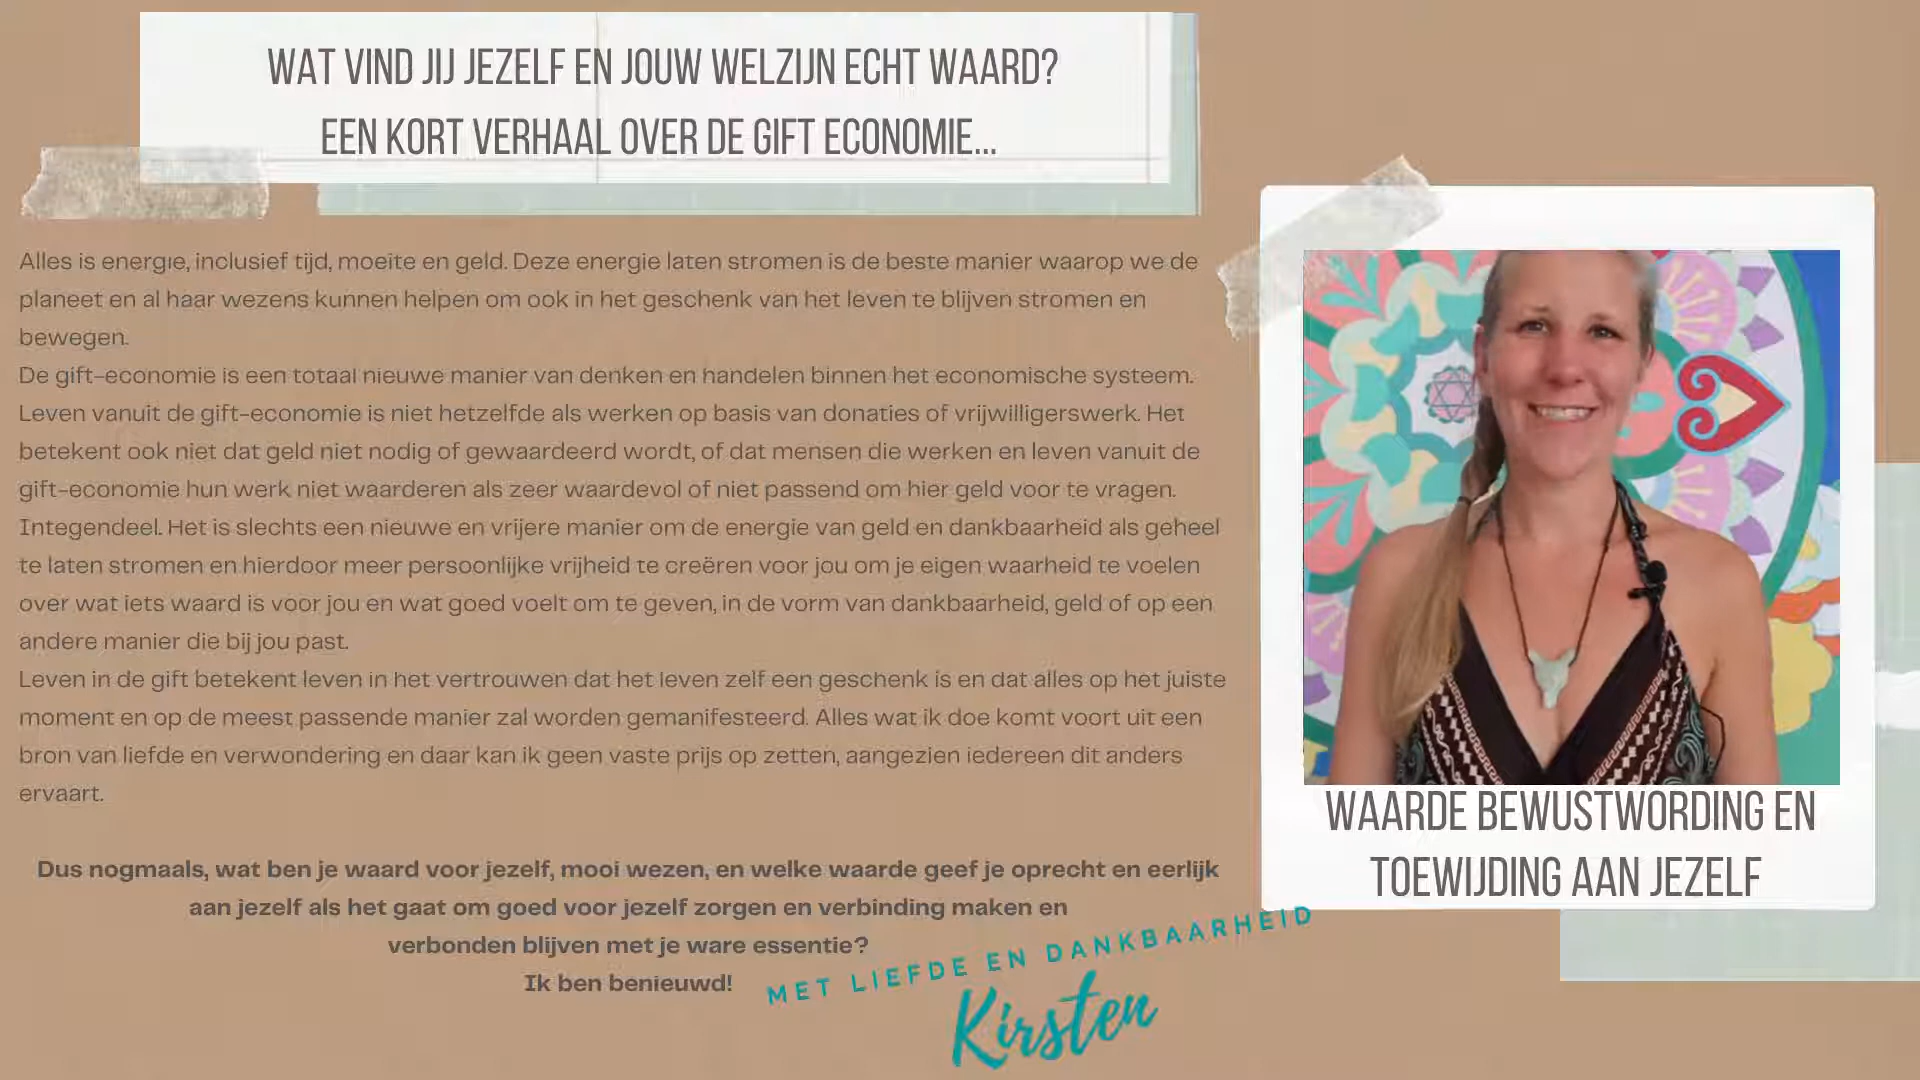 WAT VIND JIJ JEZELF EN JOUW WELZIJN ECHT WAARD?
EEN KORT VERHAAL OVER DE GIFT ECONOMIE...
Alles is energie, inclusief tijd, moeite en geld. Deze energie laten stromen is de beste manier waarop we de
planeet en al haar wezens kunnen helpen om ook in het geschenk van het leven te blijven stromen en
bewegen.
De gift-economie is een totaal nieuwe manier van denken en handelen binnen het economische systeem.
Leven vanuit de gift-economie is niet hetzelfde als werken op basis van donaties of vrijwilligerswerk. Het
betekent ook niet dat geld niet nodig of gewaardeerd wordt, of dat mensen die werken en leven vanuit de
gift-economie hun werk niet waarderen als zeer waardevol of niet passend om hier geld voor te vragen.
Integendeel. Het is slechts een nieuwe en vrijere manier om de energie van geld en dankbaarheid als geheel
te laten stromen en hierdoor meer persoonlijke vrijheid te creëren voor jou om je eigen waarheid te voelen
over wat iets waard is voor jou en wat goed voelt om te geven, in de vorm van dankbaarheid, geld of op een
andere manier die bij jou past.
Leven in de gift betekent leven in het vertrouwen dat het leven zelf een geschenk is en dat alles op het juiste
moment en op de meest passende manier zal worden gemanifesteerd. Alles wat ik doe komt voort uit een
bron van liefde en verwondering en daar kan ik geen vaste prijs op zetten, aangezien iedereen dit anders
ervaart.
Dus nogmaals, wat ben je waard voor jezelf, mooi wezen, en welke waarde geef je oprecht en eerlijk
aan jezelf als het gaat om goed voor jezelf zorgen en verbinding maken en
verbonden blijven met je ware essentie?
Ik ben benieuwd!
MET LIEFDE EN DANKBAARHEID
Kirsten
WAARDE BEWUSTWORDING EN
TOEWIJDING AAN JEZELF